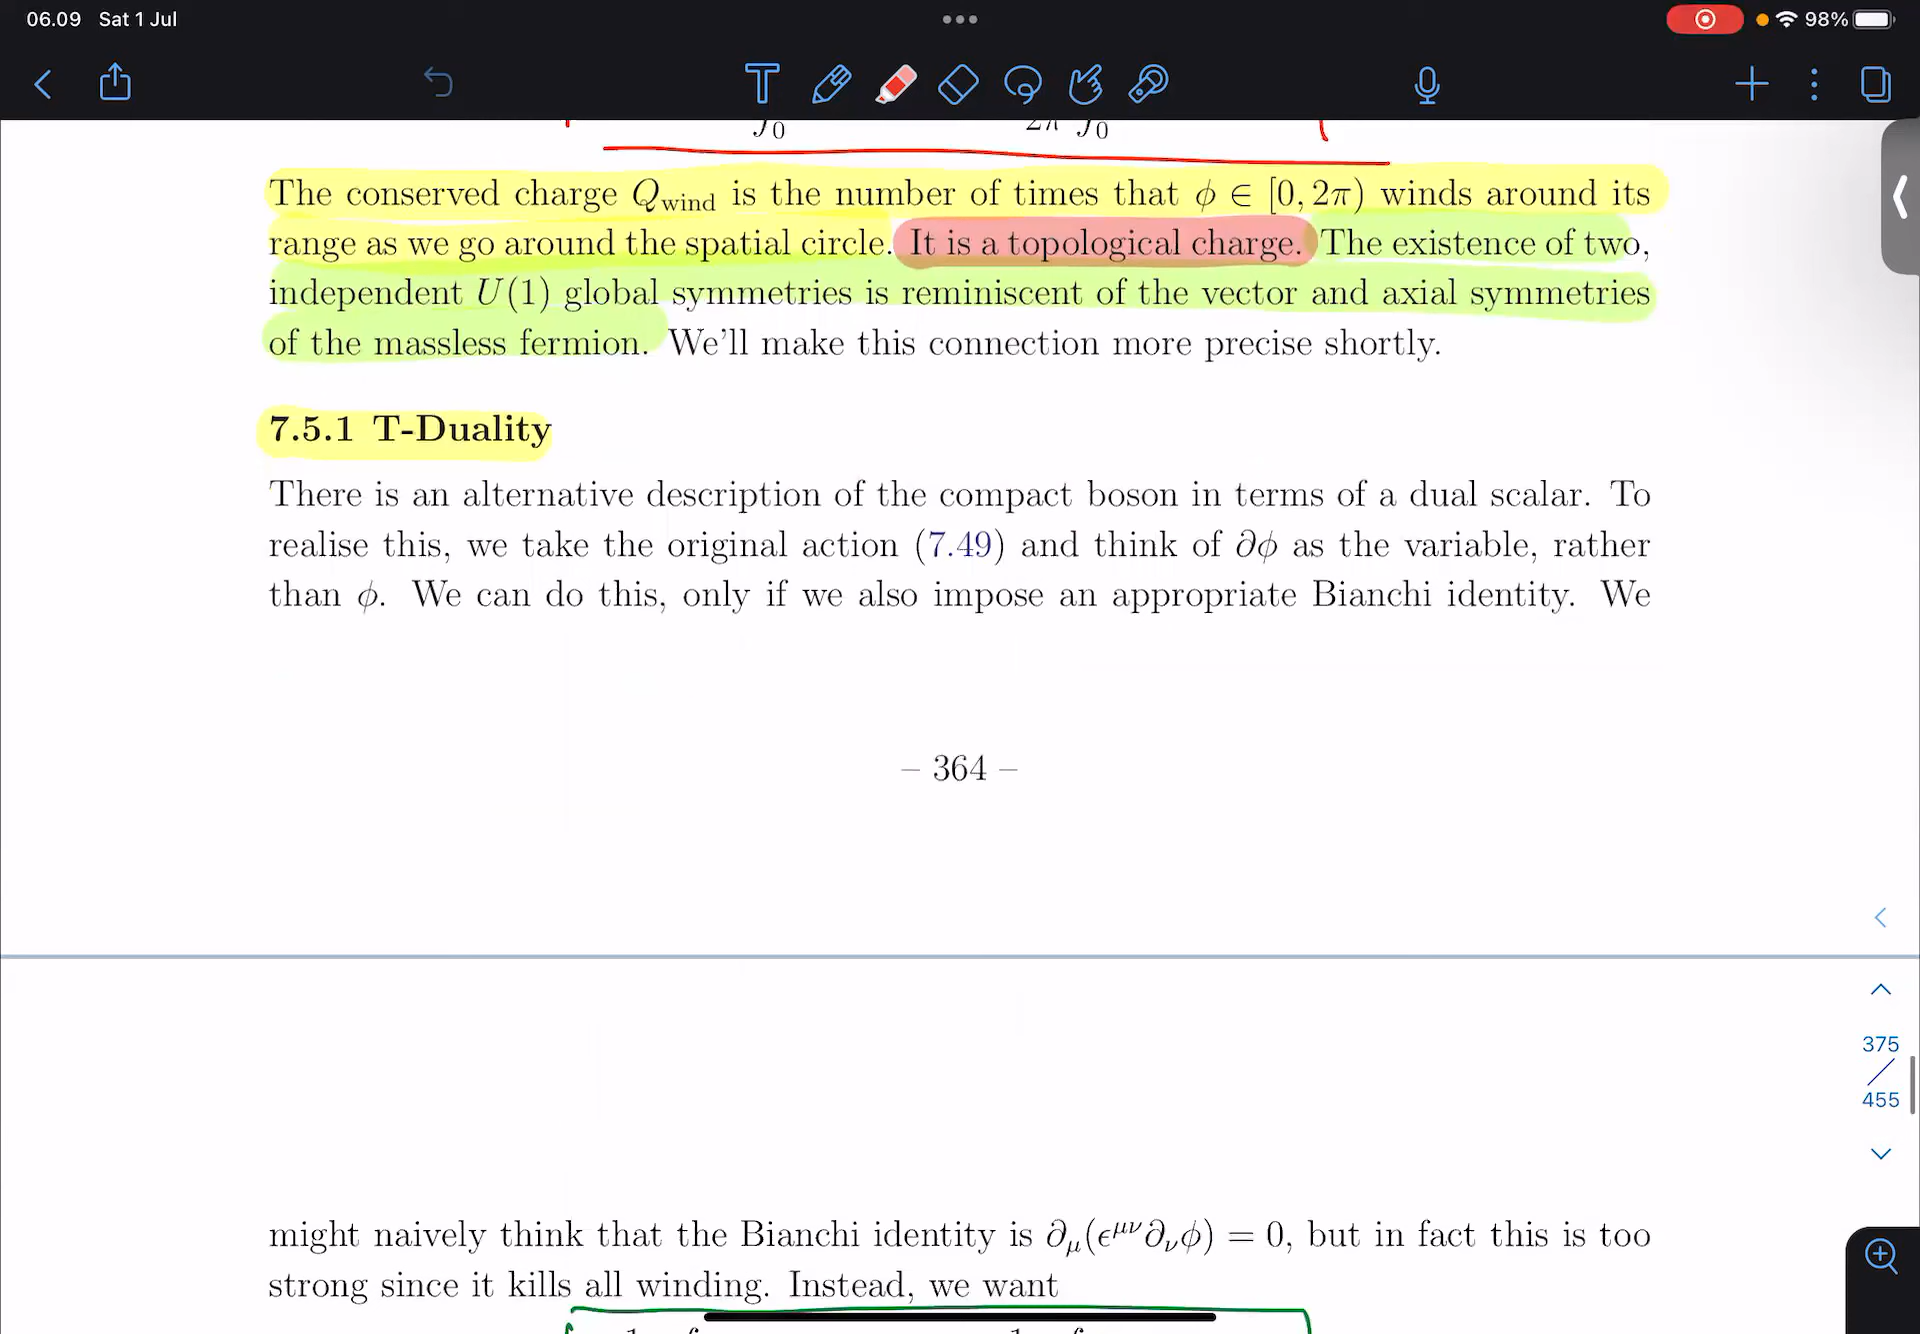 06.09 Sat 1 Jul
98%
The conserved charge Q_wind is the number of times that ϕ ∈ [0, 2π) winds around its
range as we go around the spatial circle. It is a topological charge. The existence of two,
independent U(1) global symmetries is reminiscent of the vector and axial symmetries
of the massless fermion. We'll make this connection more precise shortly.
7.5.1 T-Duality
There is an alternative description of the compact boson in terms of a dual scalar. To
realise this, we take the original action (7.49) and think of ∂ϕ as the variable, rather
than ϕ. We can do this, only if we also impose an appropriate Bianchi identity. We
– 364 –
375
/
455
might naively think that the Bianchi identity is ∂_μ(ϵ^{μν}∂_νϕ) = 0, but in fact this is too
strong since it kills all winding. Instead, we want